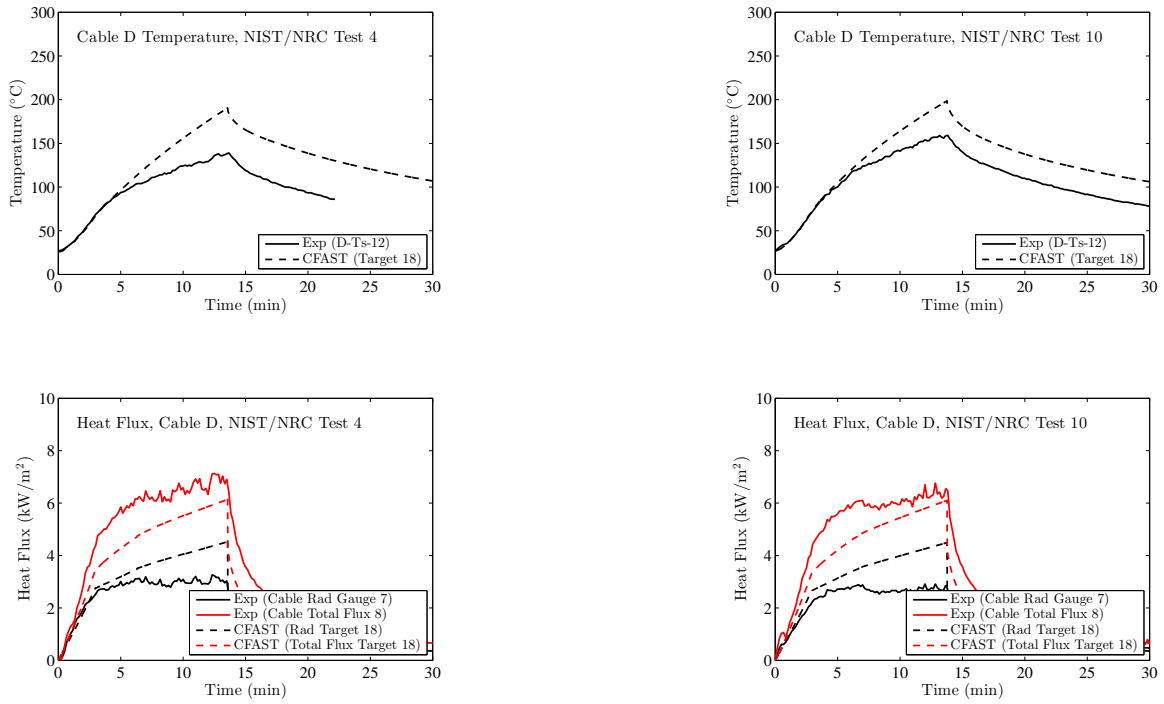 Cable D Temperature, NIST/NRC Test 4
300
250
200
150
100
50
0
Temperature (°C)
0 5 10 15 20 25 30
Time (min)
Exp (D-Ts-12)
CFAST (Target 18)
Cable D Temperature, NIST/NRC Test 10
300
250
200
150
100
50
0
Temperature (°C)
0 5 10 15 20 25 30
Time (min)
Exp (D-Ts-12)
CFAST (Target 18)
Heat Flux, Cable D, NIST/NRC Test 4
10
8
6
4
2
0
Heat Flux (kW/m²)
0 5 10 15 20 25 30
Time (min)
Exp (Cable Rad Gauge 7)
Exp (Cable Total Flux 8)
CFAST (Rad Target 18)
CFAST (Total Flux Target 18)
Heat Flux, Cable D, NIST/NRC Test 10
10
8
6
4
2
0
Heat Flux (kW/m²)
0 5 10 15 20 25 30
Time (min)
Exp (Cable Rad Gauge 7)
Exp (Cable Total Flux 8)
CFAST (Rad Target 18)
CFAST (Total Flux Target 18)